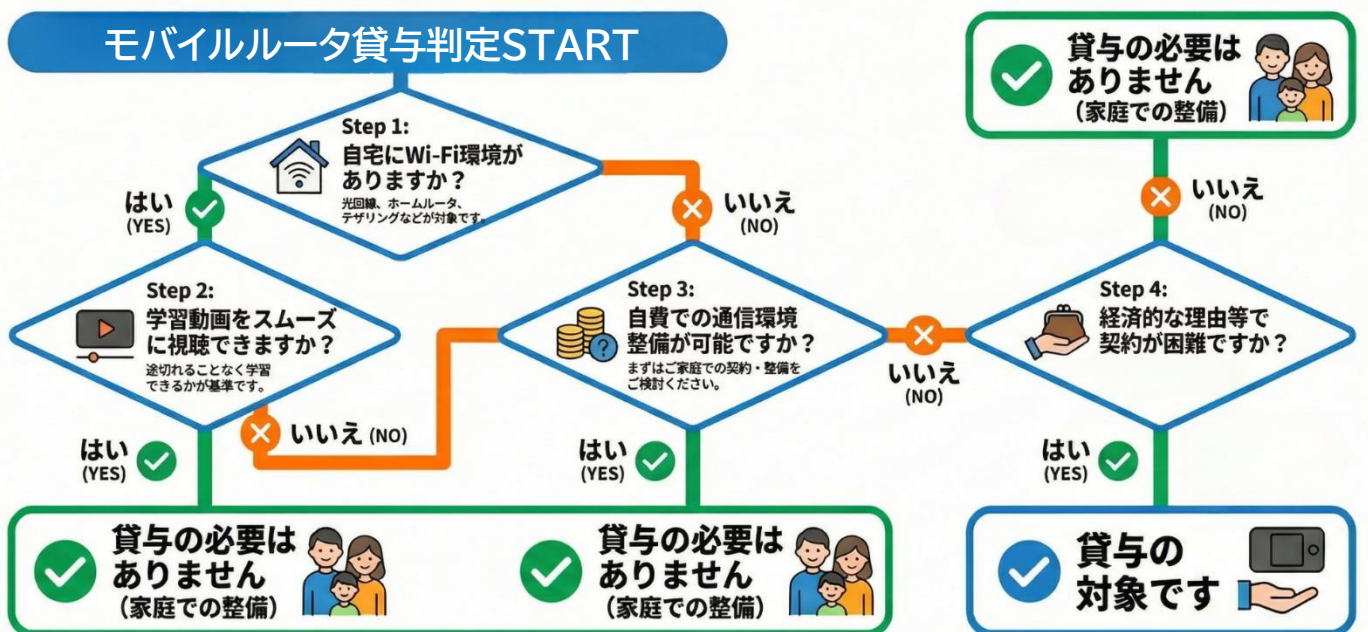 モバイルルータ貸与判定START
Step 1:
自宅にWi-Fi環境が
ありますか？
光回線、ホームルータ、
テザリングなどが対象です。
はい
(YES)
いいえ
(NO)
Step 2:
学習動画をスムーズ
に視聴できますか？
途切れることなく学習
できるかが基準です。
はい
(YES)
いいえ (NO)
Step 3:
自費での通信環境
整備が可能ですか？
まずはご家庭での契約・整備を
ご検討ください。
はい
(YES)
いいえ
(NO)
Step 4:
経済的な理由等で
契約が困難ですか？
いいえ
(NO)
はい
(YES)
貸与の必要は
ありません
（家庭での整備）
貸与の必要は
ありません
（家庭での整備）
貸与の必要は
ありません
（家庭での整備）
貸与の
対象です